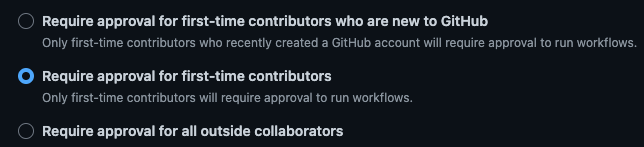 Require approval for first-time contributors who are new to GitHub
Only first-time contributors who recently created a GitHub account will require approval to run workflows.
Require approval for first-time contributors
Only first-time contributors will require approval to run workflows.
Require approval for all outside collaborators